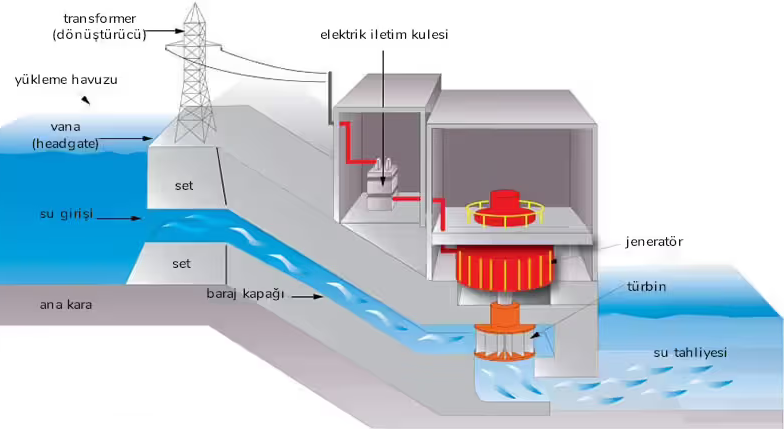 transformer
(dönüştürücü)
elektrik iletim kulesi
yükleme havuzu
vana
(headgate)
set
su girişi
jeneratör
set
türbin
baraj kapağı
ana kara
su tahliyesi